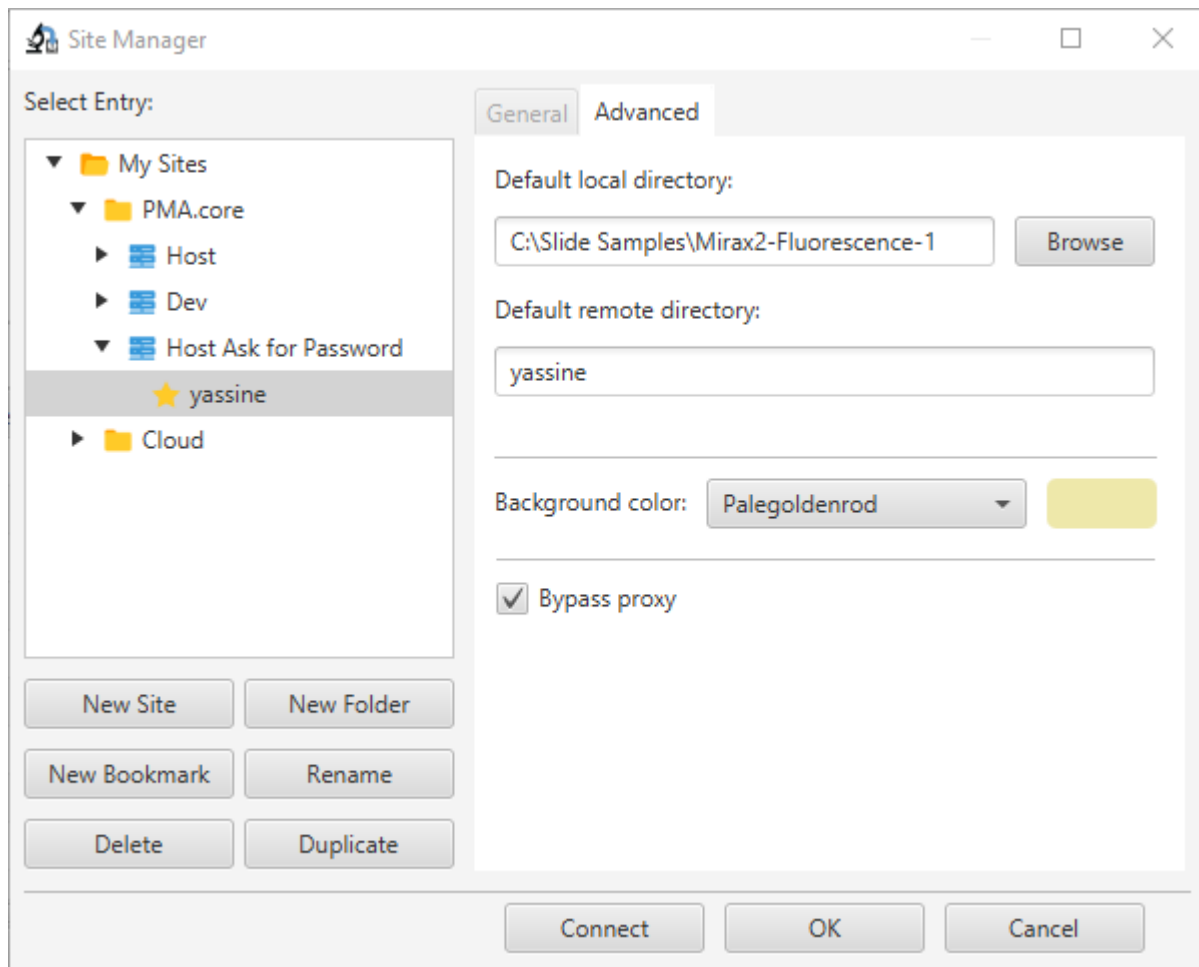 Site Manager
Select Entry:
My Sites
PMA.core
Host
Dev
Host Ask for Password
yassine
Cloud
New Site
New Folder
New Bookmark
Rename
Delete
Duplicate
General
Advanced
Default local directory:
C:\Slide Samples\Mirax2-Fluorescence-1
Browse
Default remote directory:
yassine
Background color:
Palegoldenrod
Bypass proxy
Connect
OK
Cancel